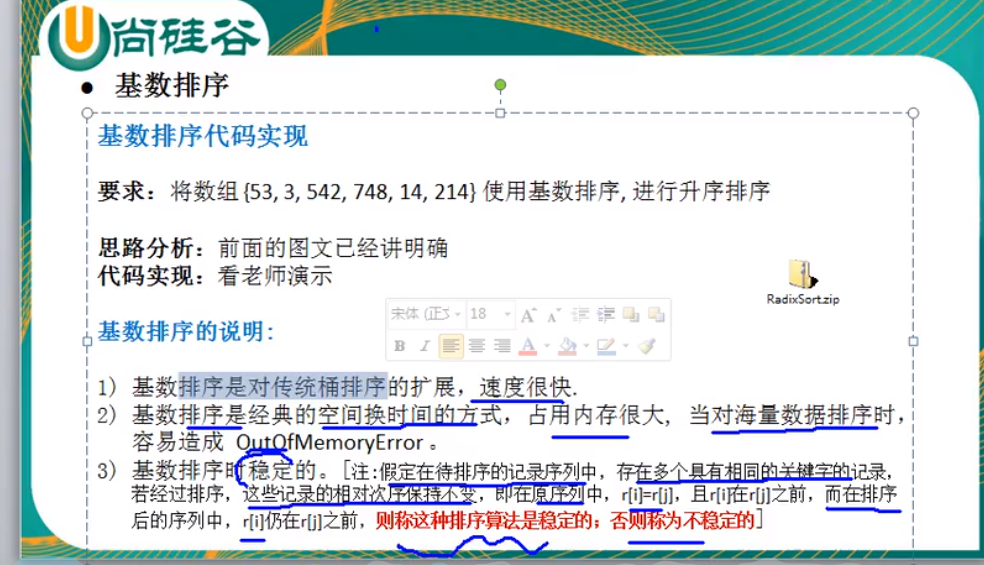 尚硅谷
● 基数排序
基数排序代码实现
要求：将数组 {53, 3, 542, 748, 14, 214} 使用基数排序, 进行升序排序
思路分析：前面的图文已经讲明确
代码实现：看老师演示
RadixSort.zip
宋体 (正文 18
基数排序的说明:
1) 基数排序是对传统桶排序的扩展，速度很快.
2) 基数排序是经典的空间换时间的方式，占用内存很大, 当对海量数据排序时，
容易造成 OutOfMemoryError 。
3) 基数排序时稳定的。[注:假定在待排序的记录序列中，存在多个具有相同的关键字的记录，
若经过排序，这些记录的相对次序保持不变，即在原序列中，r[i]=r[j]，且r[i]在r[j]之前，而在排序
后的序列中，r[i]仍在r[j]之前，则称这种排序算法是稳定的；否则称为不稳定的]